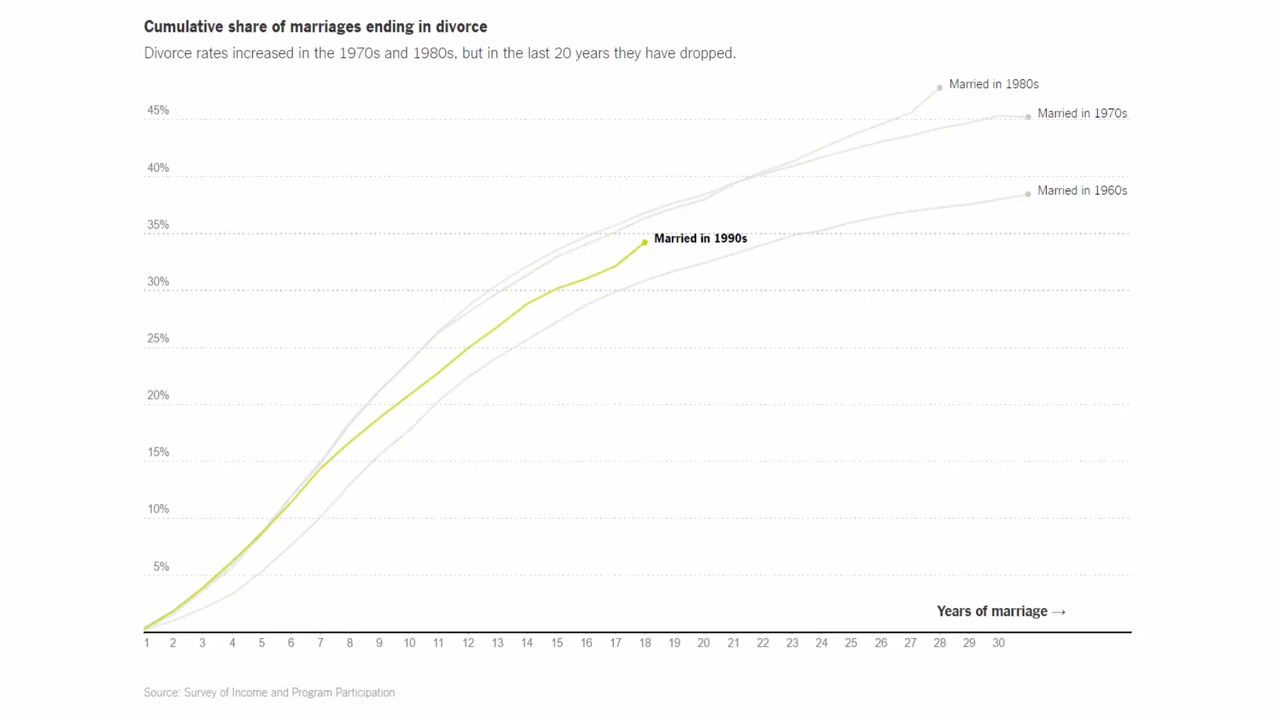 Cumulative share of marriages ending in divorce
Divorce rates increased in the 1970s and 1980s, but in the last 20 years they have dropped.
Married in 1980s
45%
Married in 1970s
40%
Married in 1960s
35%
Married in 1990s
30%
25%
20%
15%
10%
5%
Years of marriage →
1 2 3 4 5 6 7 8 9 10 11 12 13 14 15 16 17 18 19 20 21 22 23 24 25 26 27 28 29 30
Source: Survey of Income and Program Participation